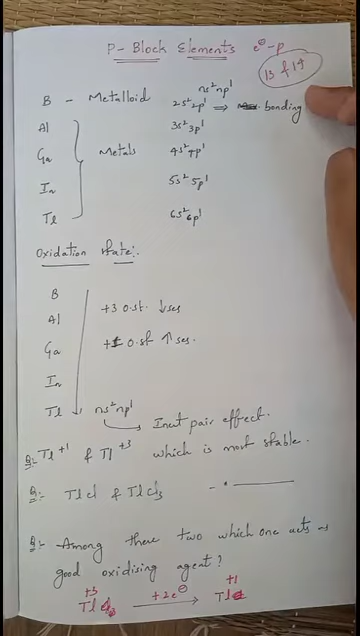 P-Block Elements e⊖-p
13 & 14
ns²np¹
B - Metalloid 2s²2p¹ ⇒ bonding
Al 3s²3p¹
Ga Metals 4s²4p¹
In 5s²5p¹
Tl 6s²6p¹
Oxidation state:
B
Al +3 O.st. ↓ses
Ga +1 O.st ↑ses.
In
Tl ns²np¹
Inert pair effect.
Q:- Tl⁺¹ & Tl⁺³ which is most stable.
Q:- TlCl & TlCl₃ - " ———
Q:- Among these two which one acts as
good oxidising agent?
+3 +1
TlCl₃ +2e⊖ → TlCl